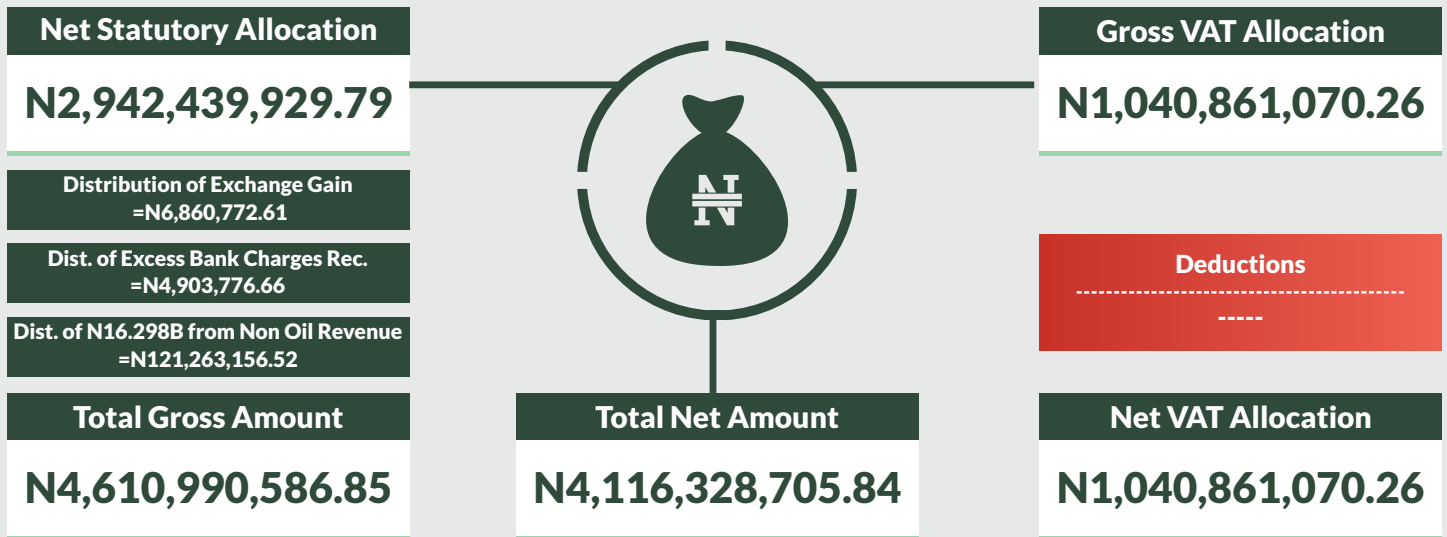 Net Statutory Allocation
N2,942,439,929.79
Distribution of Exchange Gain
=N6,860,772.61
Dist. of Excess Bank Charges Rec.
=N4,903,776.66
Dist. of N16.298B from Non Oil Revenue
=N121,263,156.52
Total Gross Amount
N4,610,990,586.85
₦
Total Net Amount
N4,116,328,705.84
Gross VAT Allocation
N1,040,861,070.26
Deductions
--------------------------------------------
-----
Net VAT Allocation
N1,040,861,070.26